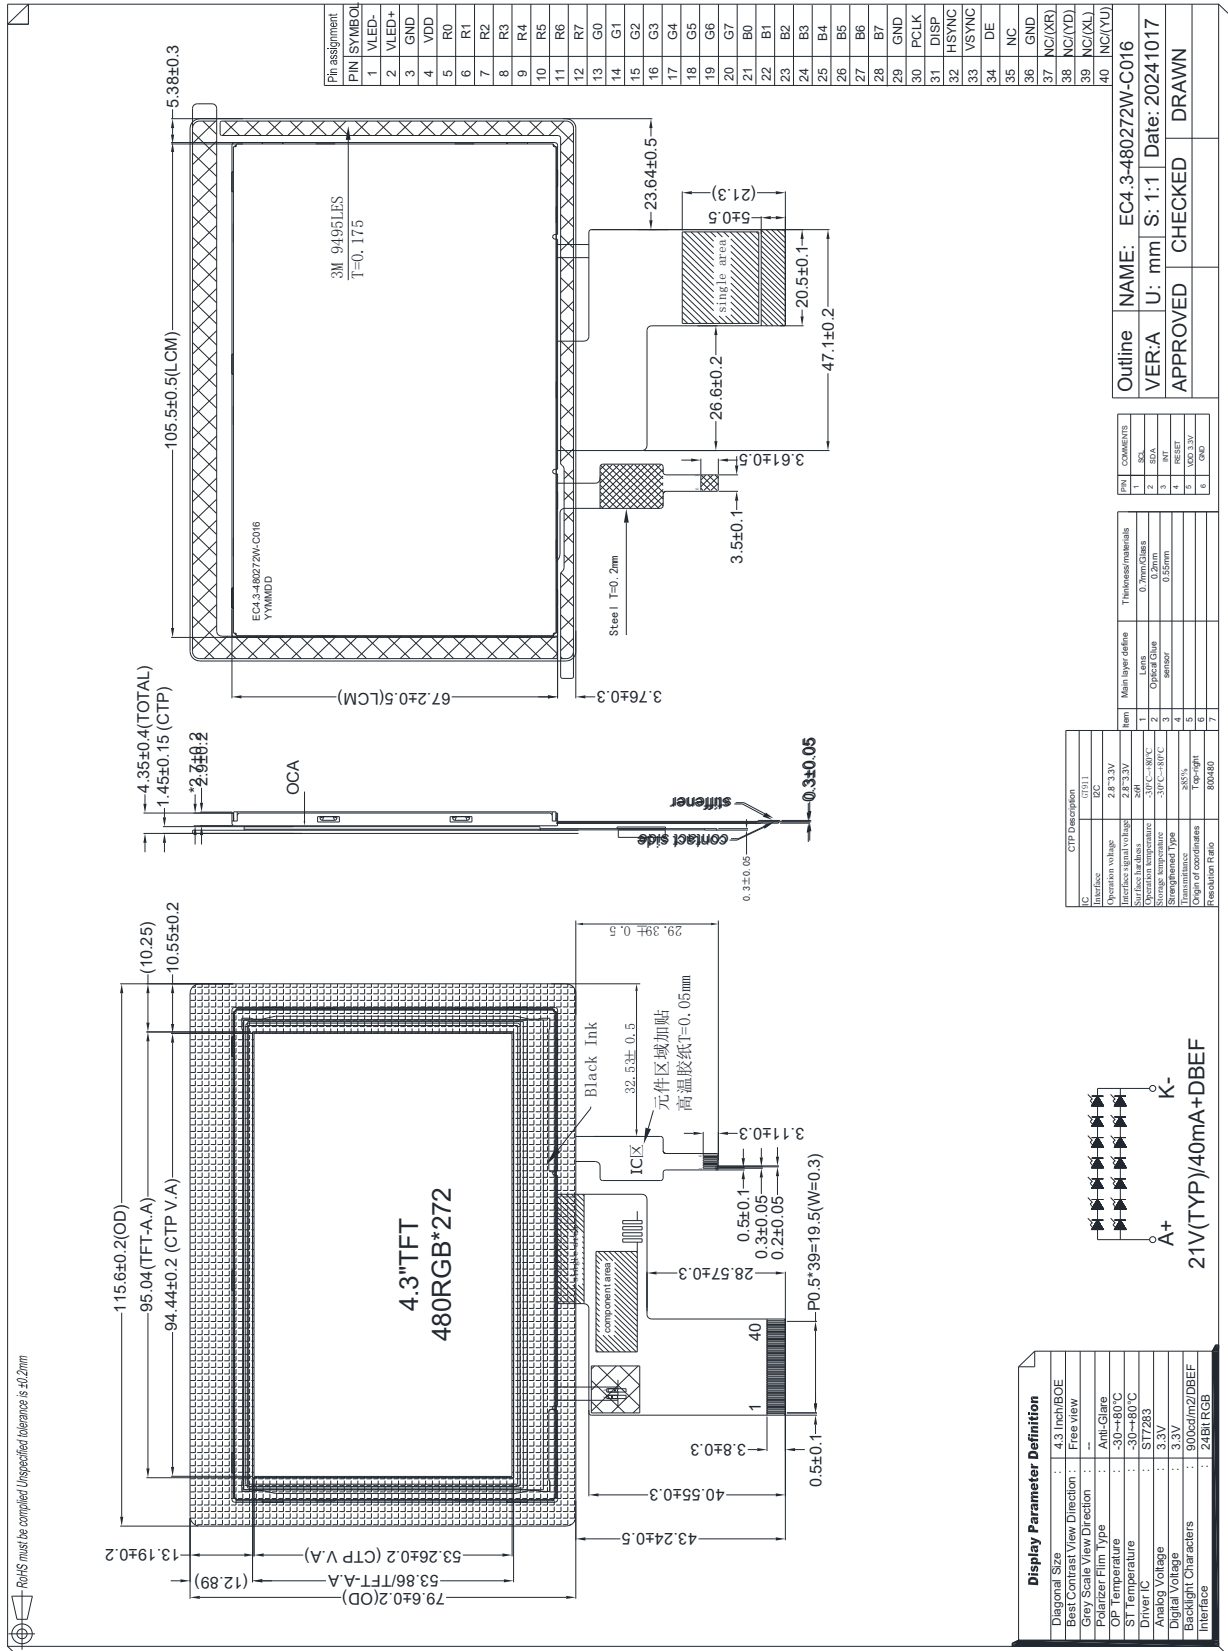 RoHS must be complied Unspecified tolerance is ±0.2mm
115.6±0.2(OD)
95.04(TFT-A.A)
94.44±0.2 (CTP V.A)
(10.25)
10.55±0.2
13.19±0.2
(12.89)
53.26±0.2 (CTP V.A)
53.86/TFT-A.A
79.6±0.2(OD)
4.3"TFT
480RGB*272
Black Ink
32.53± 0.5
29.39± 0.5
元件区域加贴
高温胶纸T=0.05mm
IC区
component area
3.11±0.3
0.5±0.1
0.3±0.05
0.2±0.05
28.57±0.3
P0.5*39=19.5(W=0.3)
1
40
3.8±0.3
0.5±0.1
40.55±0.3
43.24±0.5
4.35±0.4(TOTAL)
1.45±0.15 (CTP)
2.9±0.2
OCA
stiffener
contact side
0.3±0.05
0.3±0.05
105.5±0.5(LCM)
5.38±0.3
67.2±0.5(LCM)
3.76±0.3
3M 9495LES
T=0.175
EC4.3-480272W-C016
YYMMDD
23.64±0.5
(21.3)
5±0.5
single area
20.5±0.1
47.1±0.2
26.6±0.2
3.61±0.5
3.5±0.1
Steel T=0.2mm
Pin assignment
PIN SYMBOL
1 VLED-
2 VLED+
3 GND
4 VDD
5 R0
6 R1
7 R2
8 R3
9 R4
10 R5
11 R6
12 R7
13 G0
14 G1
15 G2
16 G3
17 G4
18 G5
19 G6
20 G7
21 B0
22 B1
23 B2
24 B3
25 B4
26 B5
27 B6
28 B7
29 GND
30 PCLK
31 DISP
32 HSYNC
33 VSYNC
34 DE
35 NC
36 GND
37 NC/(XR)
38 NC/(YD)
39 NC/(XL)
40 NC/(YU)
Display Parameter Definition
Diagonal Size : 4.3 Inch/BOE
Best Contrast View Direction : Free view
Grey Scale View Direction : --
Polarizer Flim Type : Anti-Glare
OP Temperature : -30~+80°C
ST Temperature : -30~+80°C
Driver IC : ST7283
Analog Voltage : 3.3V
Digital Voltage : 3.3V
Backlight Characters : 900cd/m2/DBEF
Interface : 24Bit RGB
A+
K-
21V(TYP)/40mA+DBEF
CTP Description
IC GT911
Interface I2C
Operation voltage 2.8~3.3V
Interface signal voltage 2.8~3.3V
Surface hardness ≥6H
Operation temperature -30°C~+80°C
Storage temperature -30°C~+80°C
Strengthened Type
Transmittance ≥85%
Origin of coordinates Top-right
Resolution Ratio 800480
Item Main layer define Thinkness/materials
1 Lens 0.7mm/Glass
2 Optical Glue 0.2mm
3 sensor 0.55mm
4
5
6
7
PIN COMMENTS
1 SCL
2 SDA
3 INT
4 RESET
5 VDD 3.3V
6 GND
Outline NAME: EC4.3-480272W-C016
VER:A U: mm S: 1:1 Date: 20241017
APPROVED CHECKED DRAWN